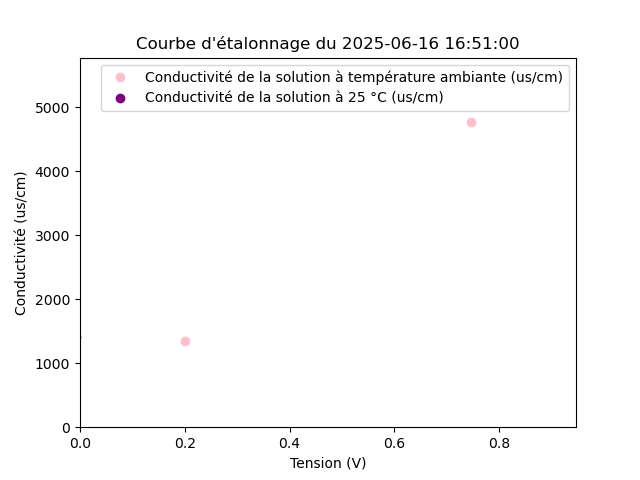 Courbe d'étalonnage du 2025-06-16 16:51:00
Conductivité de la solution à température ambiante (us/cm)
Conductivité de la solution à 25 °C (us/cm)
Conductivité (us/cm)
5000
4000
3000
2000
1000
0
0.0 0.2 0.4 0.6 0.8
Tension (V)